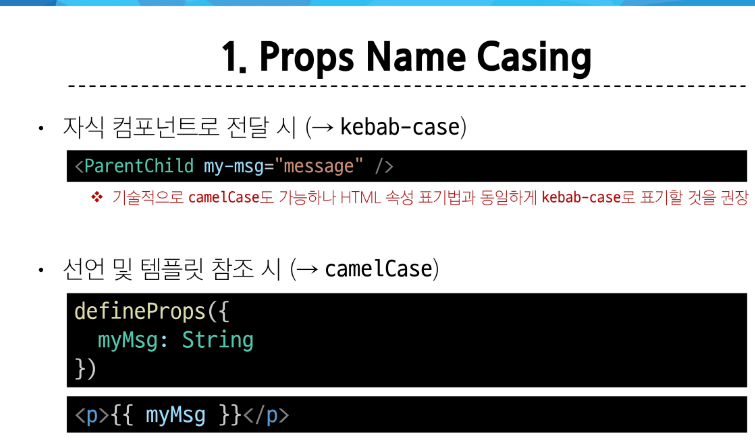 1. Props Name Casing
• 자식 컴포넌트로 전달 시 (→ kebab-case)
<ParentChild my-msg="message" />
❖ 기술적으로 camelCase도 가능하나 HTML 속성 표기법과 동일하게 kebab-case로 표기할 것을 권장
• 선언 및 템플릿 참조 시 (→ camelCase)
defineProps({
  myMsg: String
})
<p>{{ myMsg }}</p>